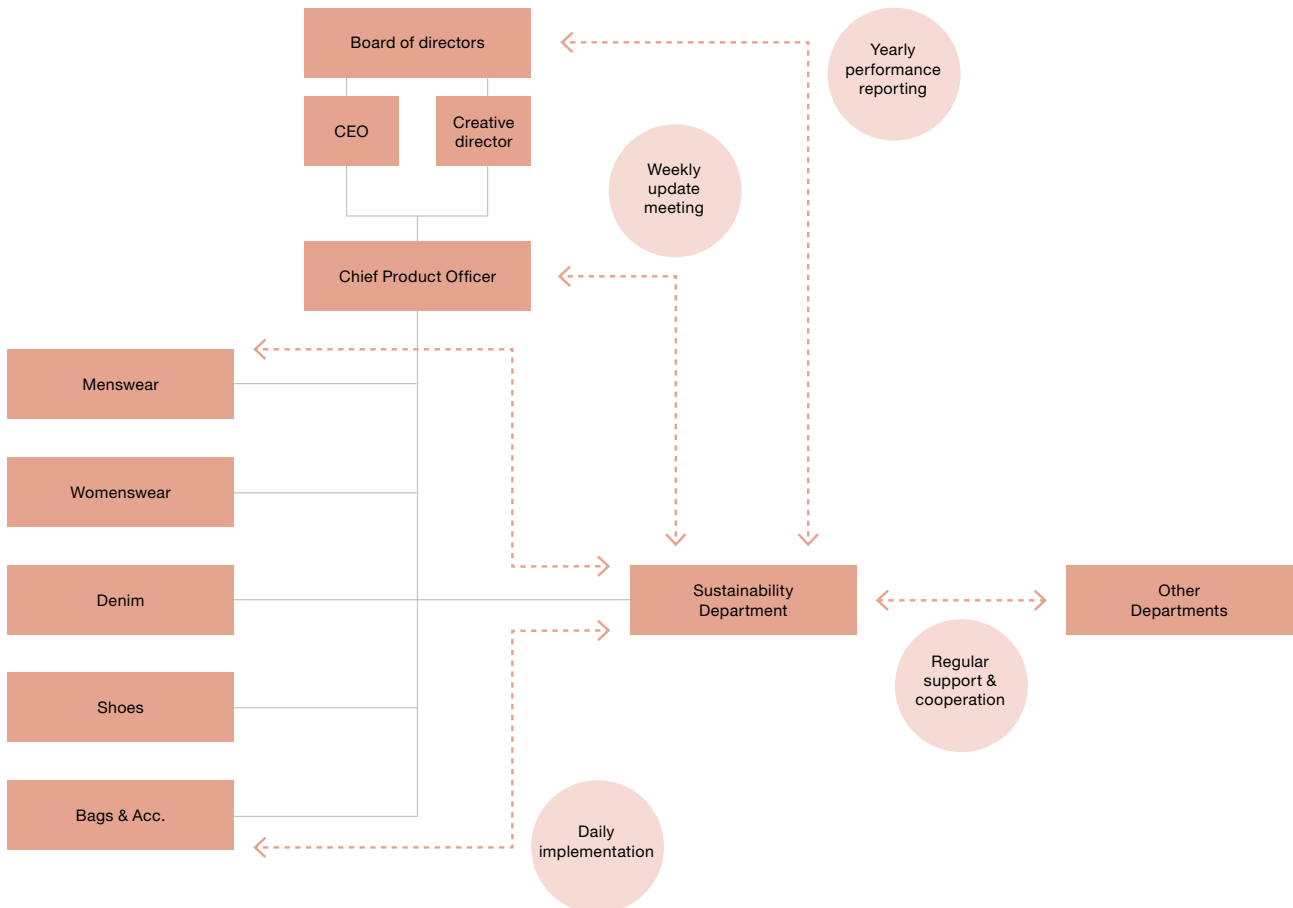 Board of directors
Yearly
performance
reporting
CEO
Creative
director
Weekly
update
meeting
Chief Product Officer
Menswear
Womenswear
Denim
Sustainability
Department
Other
Departments
Regular
support &
cooperation
Shoes
Bags & Acc.
Daily
implementation